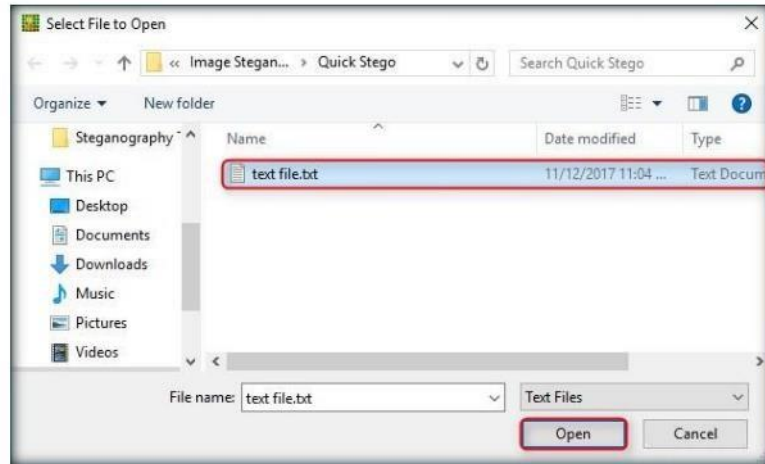 Select File to Open
« Image Stegan... › Quick Stego
Search Quick Stego
Organize
New folder
Steganography
Name
Date modified
Type
This PC
text file.txt
11/12/2017 11:04 ...
Text Docum
Desktop
Documents
Downloads
Music
Pictures
Videos
File name:
text file.txt
Text Files
Open
Cancel